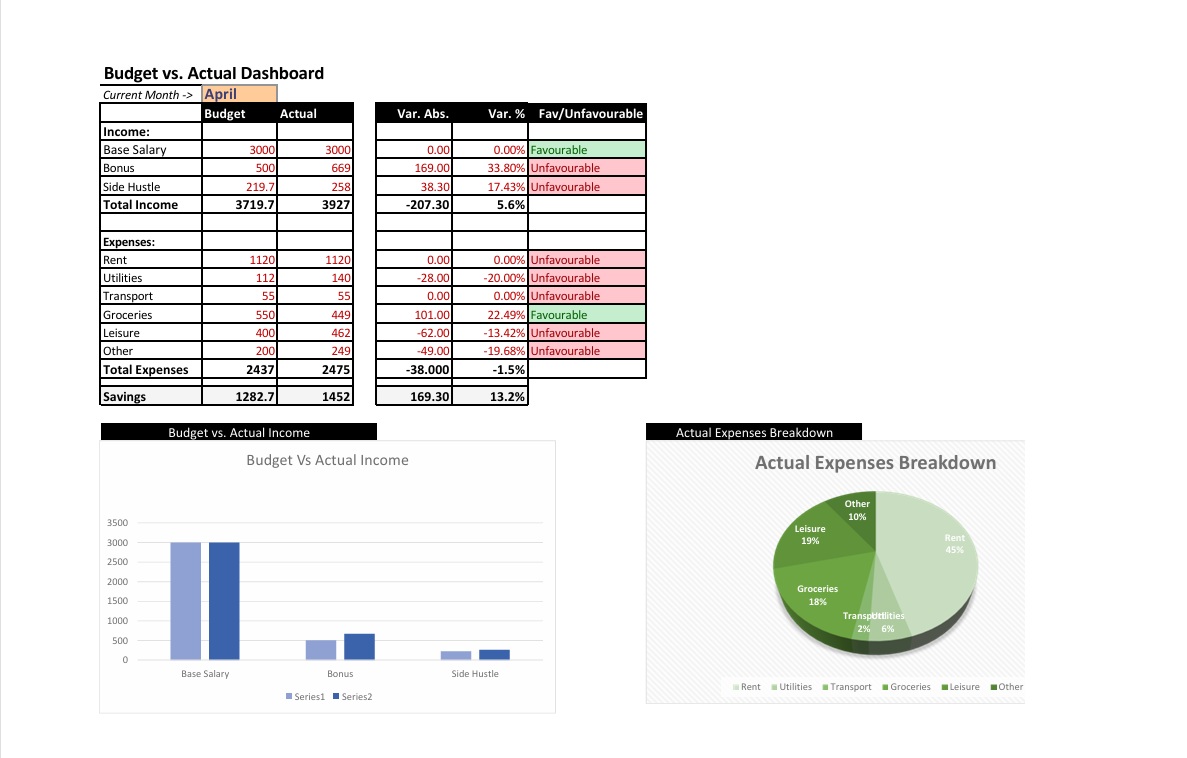 Budget vs. Actual Dashboard
Current Month -> April
Budget Actual Var. Abs. Var. % Fav/Unfavourable
Income:
Base Salary 3000 3000 0.00 0.00% Favourable
Bonus 500 669 169.00 33.80% Unfavourable
Side Hustle 219.7 258 38.30 17.43% Unfavourable
Total Income 3719.7 3927 -207.30 5.6%
Expenses:
Rent 1120 1120 0.00 0.00% Unfavourable
Utilities 112 140 -28.00 -20.00% Unfavourable
Transport 55 55 0.00 0.00% Unfavourable
Groceries 550 449 101.00 22.49% Favourable
Leisure 400 462 -62.00 -13.42% Unfavourable
Other 200 249 -49.00 -19.68% Unfavourable
Total Expenses 2437 2475 -38.000 -1.5%
Savings 1282.7 1452 169.30 13.2%
Budget vs. Actual Income
Budget Vs Actual Income
3500
3000
2500
2000
1500
1000
500
0
Base Salary Bonus Side Hustle
Series1 Series2
Actual Expenses Breakdown
Actual Expenses Breakdown
Other
10%
Leisure
19%
Rent
45%
Groceries
18%
Transport Utilities
2% 6%
Rent Utilities Transport Groceries Leisure Other